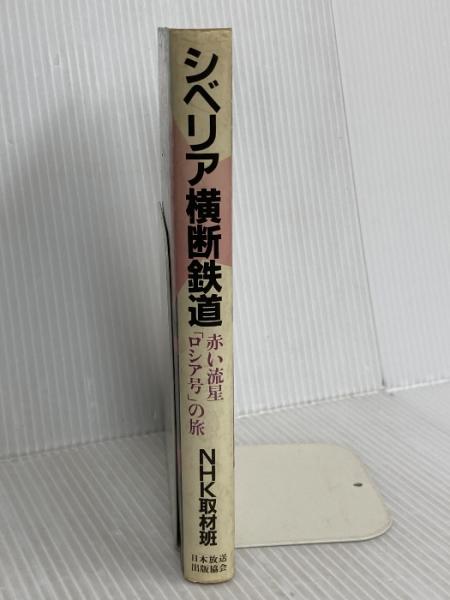 シベリア横断鉄道
赤い流星
「ロシア号」の旅
NHK取材班
日本放送
出版協会